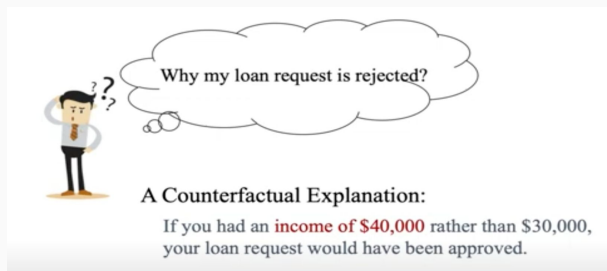 ? ?
?
Why my loan request is rejected?
A Counterfactual Explanation:
If you had an income of $40,000 rather than $30,000,
your loan request would have been approved.